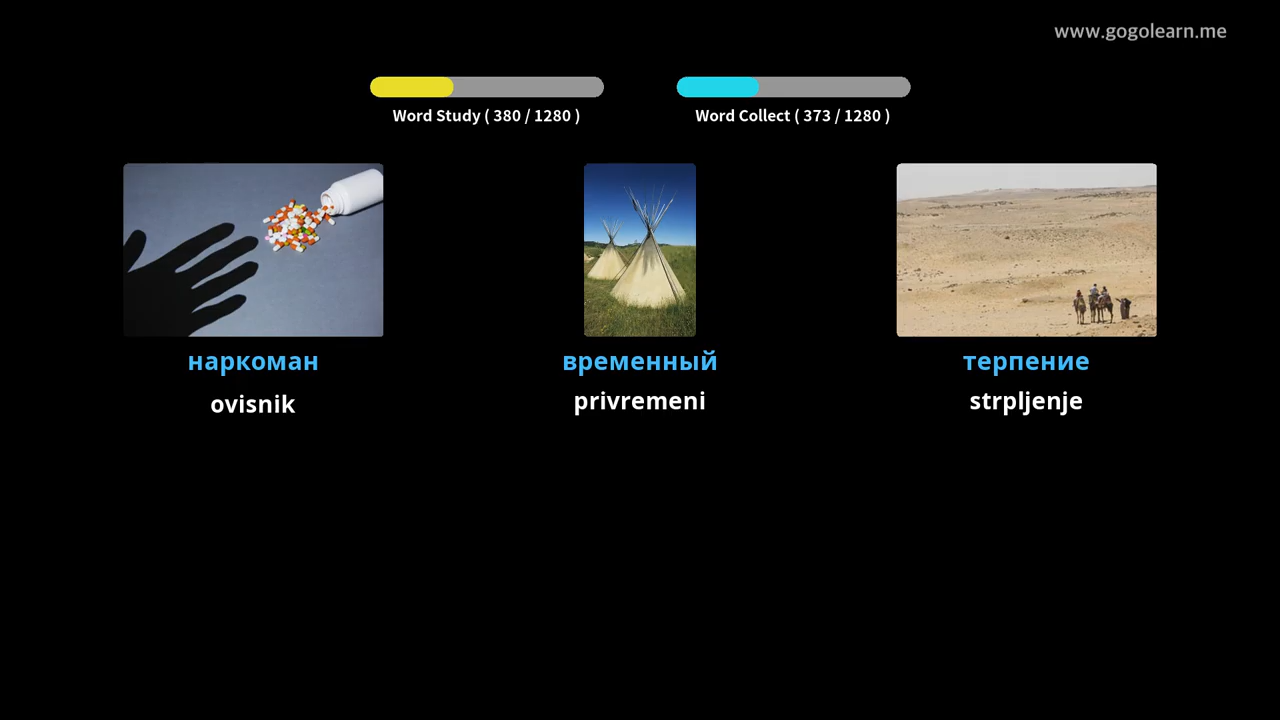 www.gogolearn.me
Word Study ( 380 / 1280 )
Word Collect ( 373 / 1280 )
наркоман
временный
терпение
ovisnik
privremeni
strpljenje